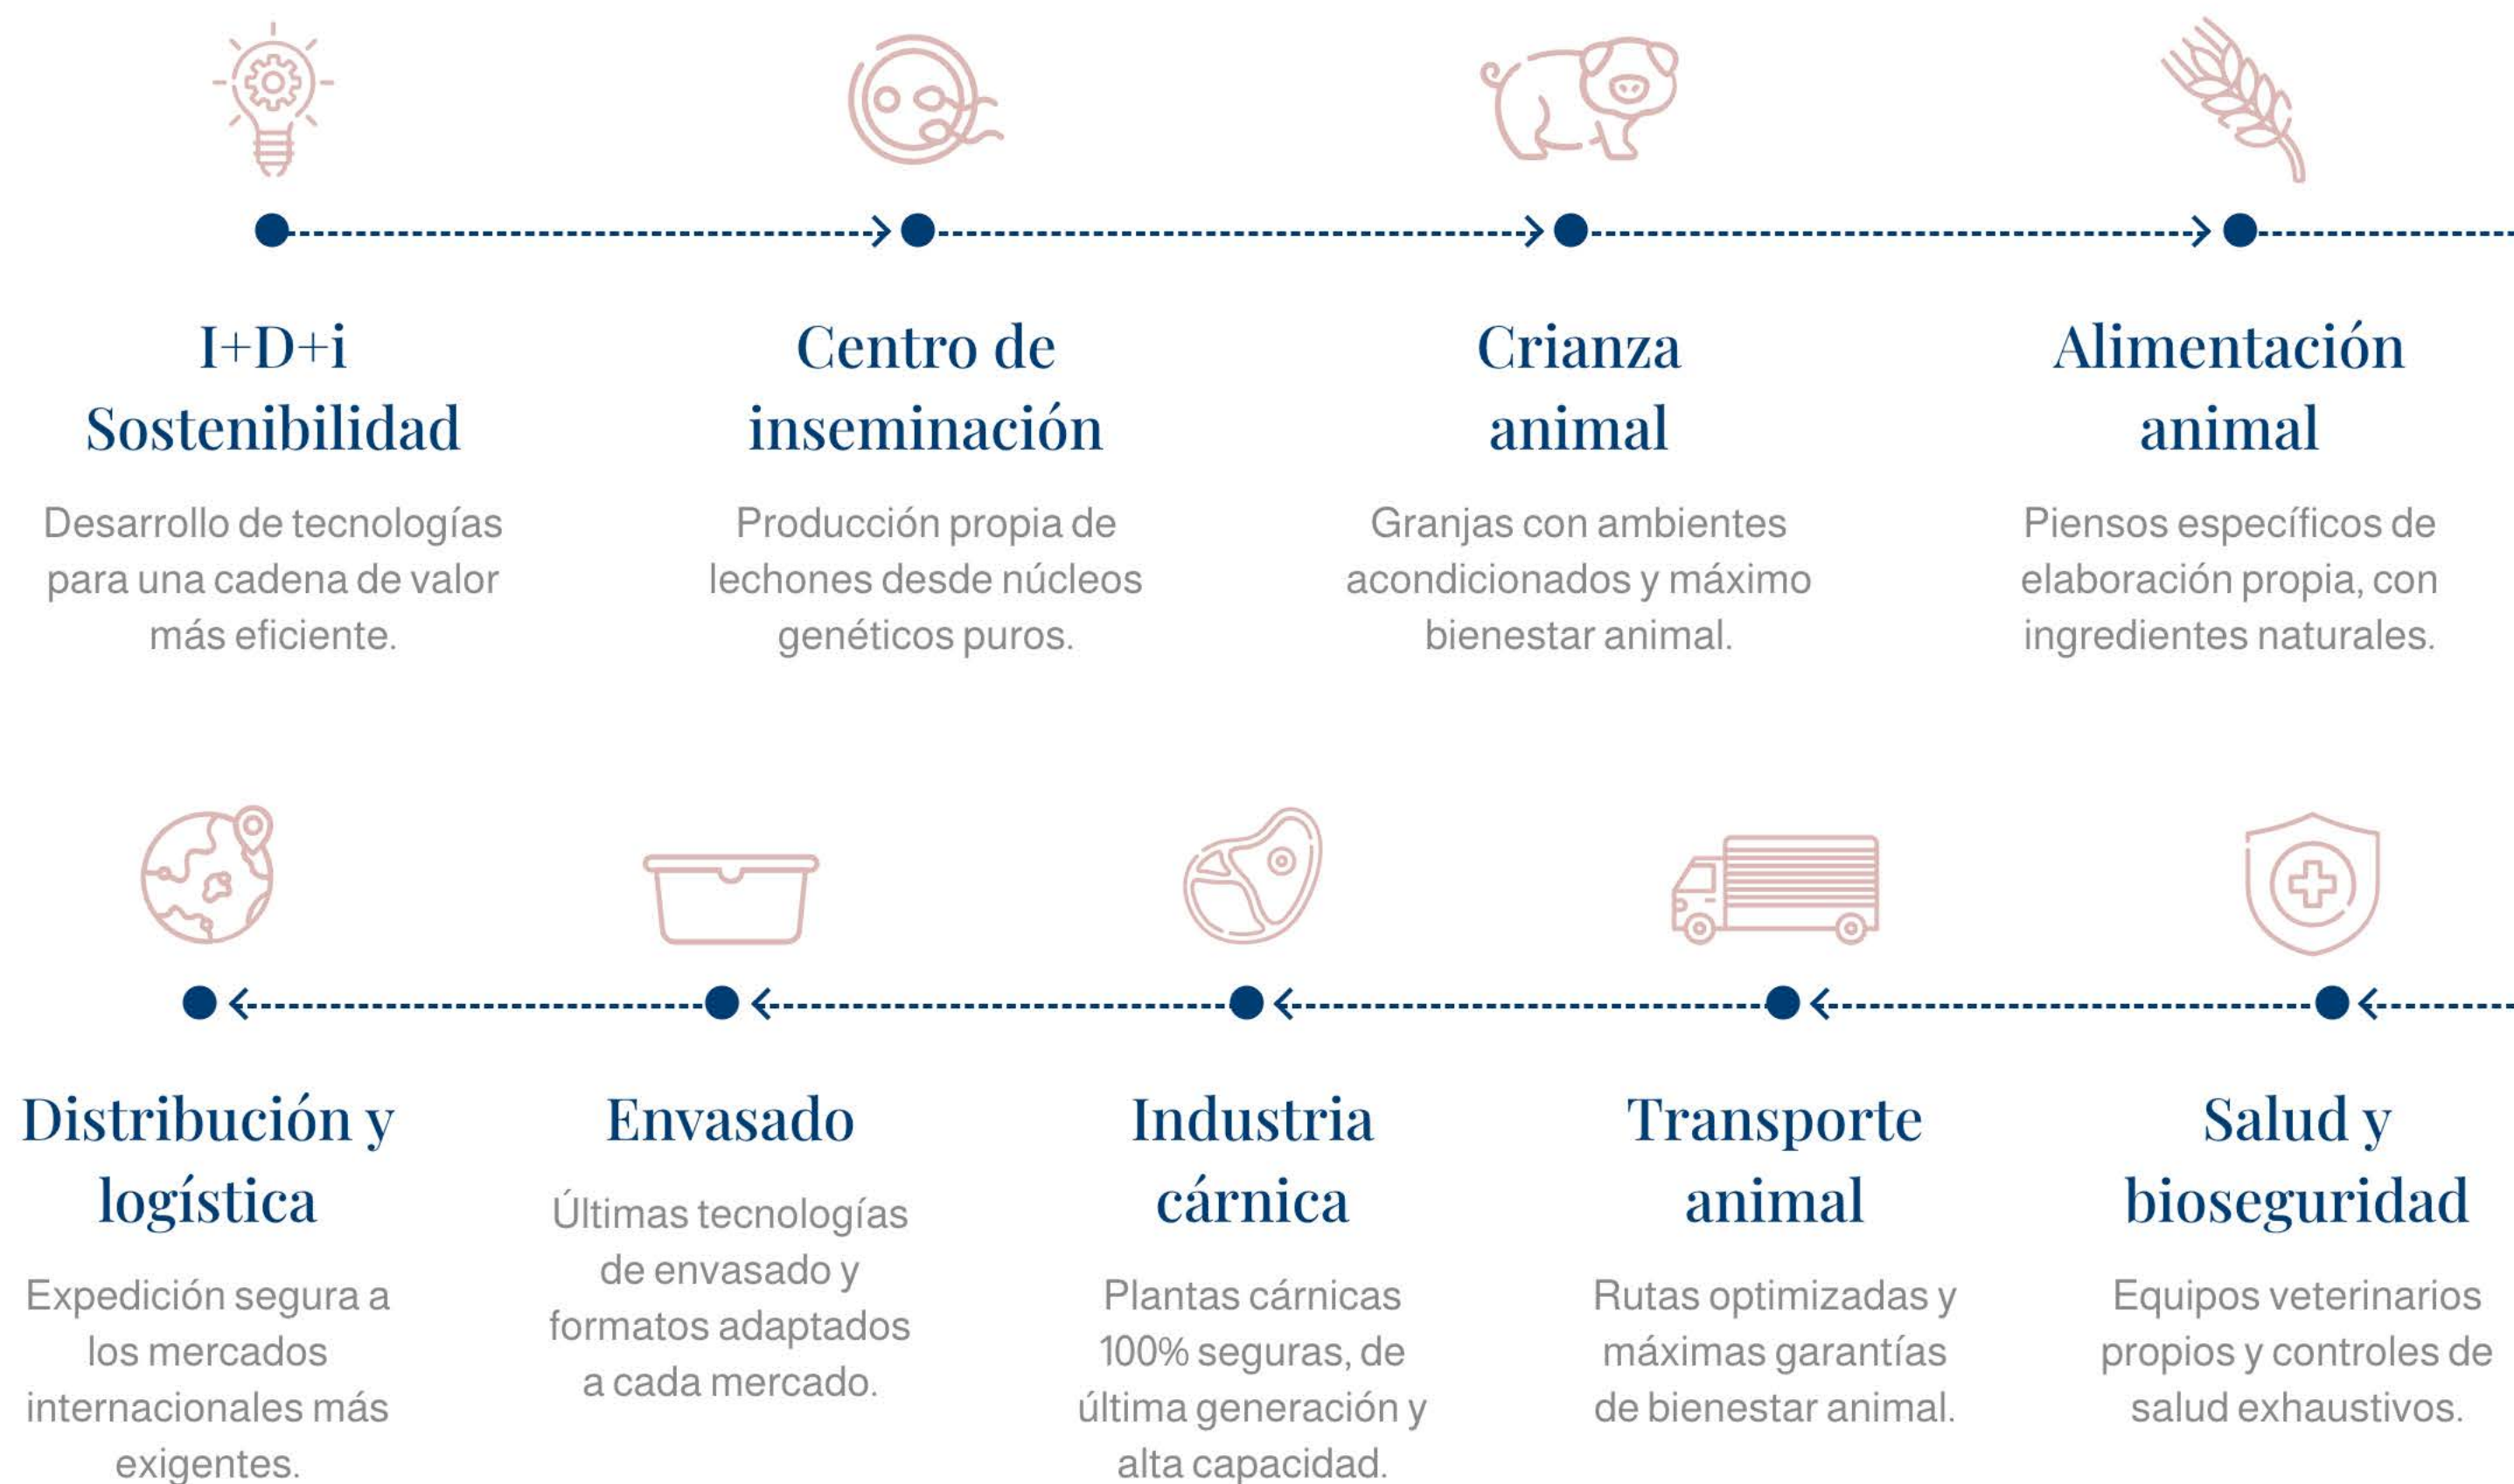 I+D+i
Sostenibilidad
Desarrollo de tecnologías
para una cadena de valor
más eficiente.
Centro de
inseminación
Producción propia de
lechones desde núcleos
genéticos puros.
Crianza
animal
Granjas con ambientes
acondicionados y máximo
bienestar animal.
Alimentación
animal
Piensos específicos de
elaboración propia, con
ingredientes naturales.
Distribución y
logística
Expedición segura a
los mercados
internacionales más
exigentes.
Envasado
Últimas tecnologías
de envasado y
formatos adaptados
a cada mercado.
Industria
cárnica
Plantas cárnicas
100% seguras, de
última generación y
alta capacidad.
Transporte
animal
Rutas optimizadas y
máximas garantías
de bienestar animal.
Salud y
bioseguridad
Equipos veterinarios
propios y controles de
salud exhaustivos.